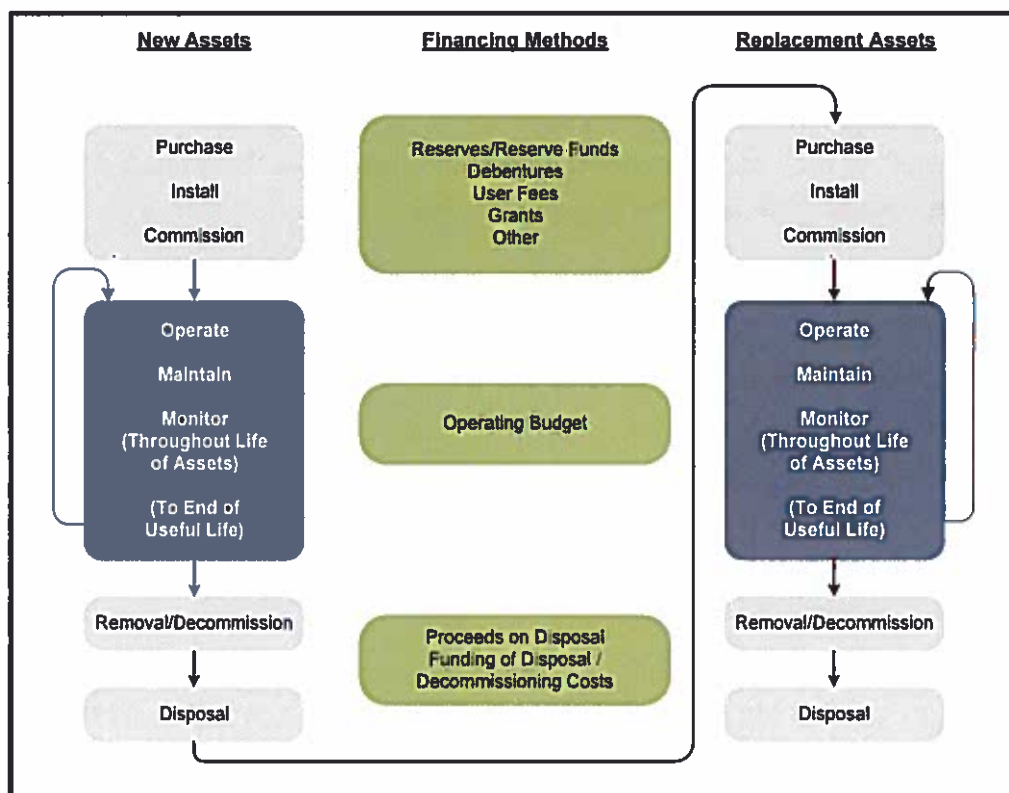 New Assets
Financing Methods
Replacement Assets
Purchase
Install
Commission
Reserves/Reserve Funds
Debentures
User Fees
Grants
Other
Purchase
Install
Commission
Operate
Maintain
Monitor
(Throughout Life
of Assets)
(To End of
Useful Life)
Operating Budget
Operate
Maintain
Monitor
(Throughout Life
of Assets)
(To End of
Useful Life)
Removal/Decommission
Disposal
Proceeds on Disposal
Funding of Disposal /
Decommissioning Costs
Removal/Decommission
Disposal